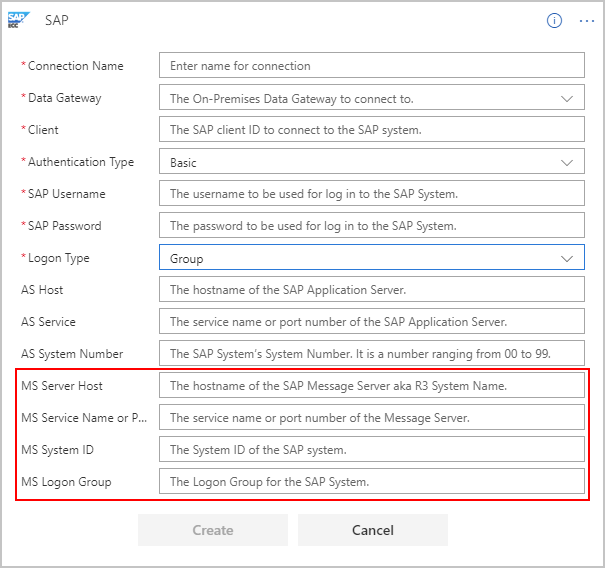 SAP ECC SAP
* Connection Name Enter name for connection
* Data Gateway The On-Premises Data Gateway to connect to.
* Client The SAP client ID to connect to the SAP system.
* Authentication Type Basic
* SAP Username The username to be used for log in to the SAP System.
* SAP Password The password to be used for log in to the SAP System.
* Logon Type Group
AS Host The hostname of the SAP Application Server.
AS Service The service name or port number of the SAP Application Server.
AS System Number The SAP System's System Number. It is a number ranging from 00 to 99.
MS Server Host The hostname of the SAP Message Server aka R3 System Name.
MS Service Name or P... The service name or port number of the Message Server.
MS System ID The System ID of the SAP system.
MS Logon Group The Logon Group for the SAP System.
Create Cancel